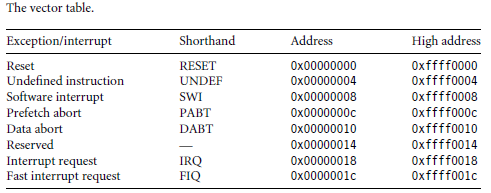 The vector table.
Exception/interrupt Shorthand Address High address
Reset RESET 0x00000000 0xffff0000
Undefined instruction UNDEF 0x00000004 0xffff0004
Software interrupt SWI 0x00000008 0xffff0008
Prefetch abort PABT 0x0000000c 0xffff000c
Data abort DABT 0x00000010 0xffff0010
Reserved — 0x00000014 0xffff0014
Interrupt request IRQ 0x00000018 0xffff0018
Fast interrupt request FIQ 0x0000001c 0xffff001c